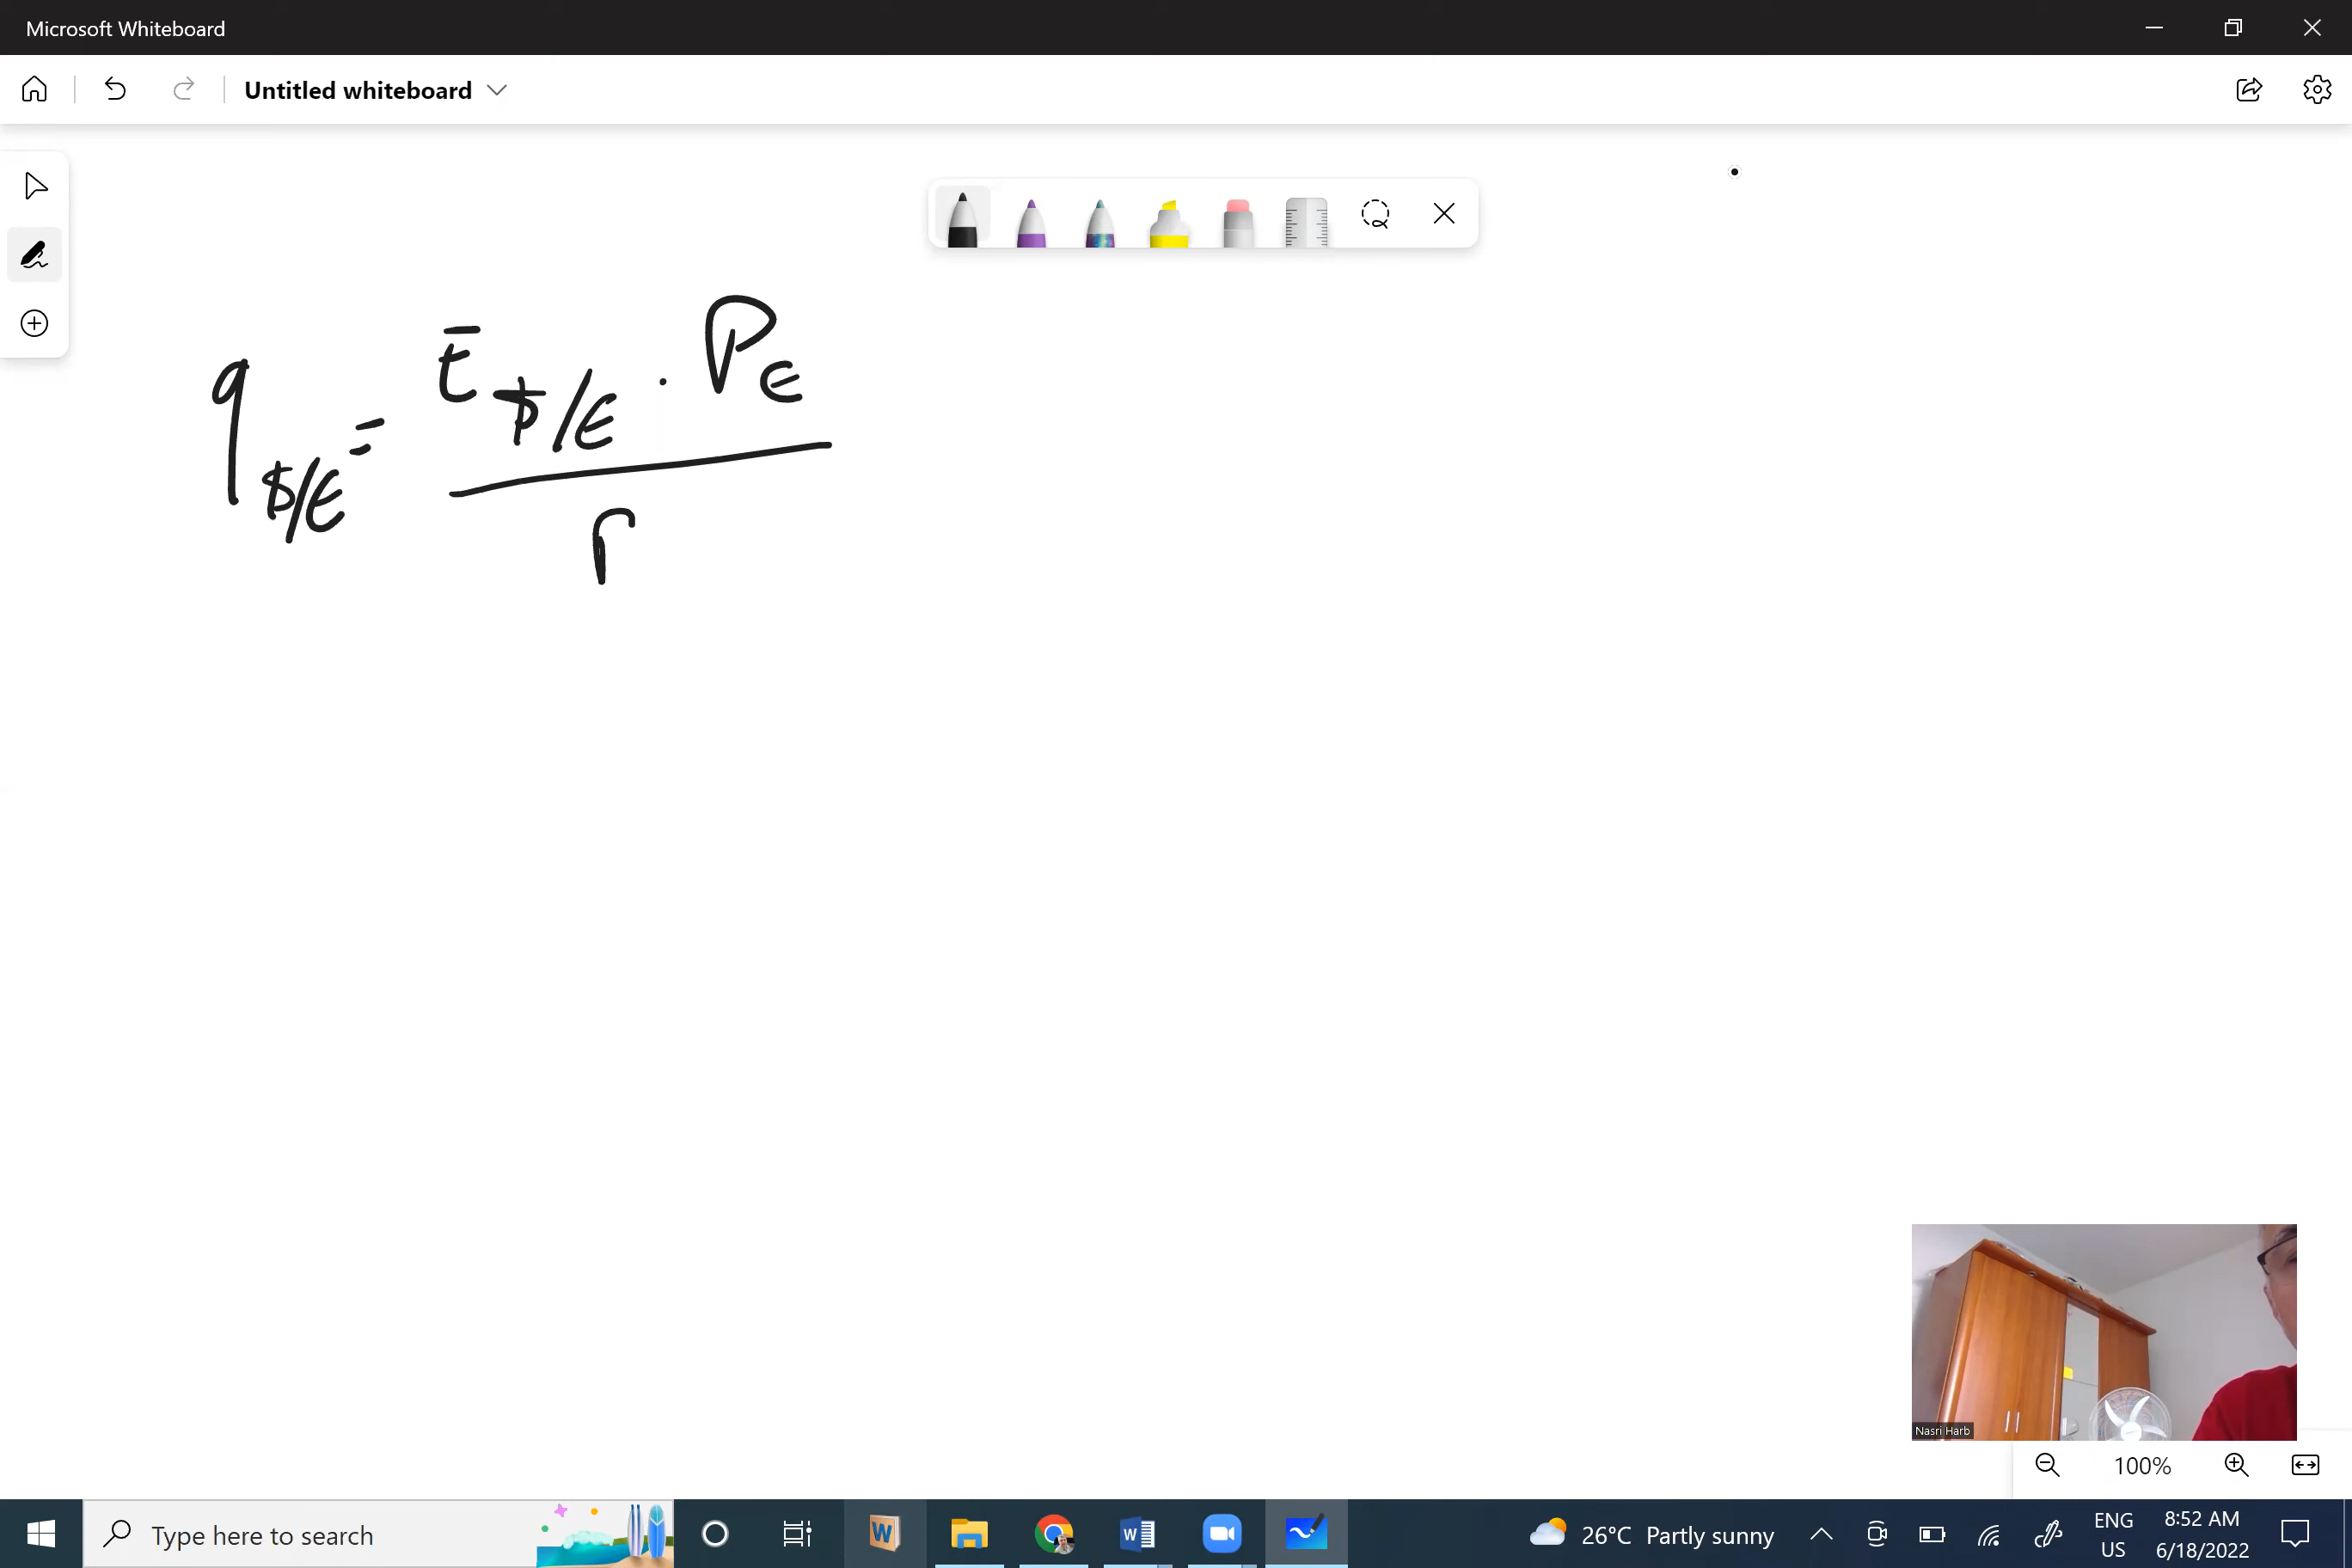 Microsoft Whiteboard
Untitled whiteboard
q$/€ = Ē$/€ · P€
P
Nasri Harb
100%
Type here to search
26°C Partly sunny
ENG
US
8:52 AM
6/18/2022